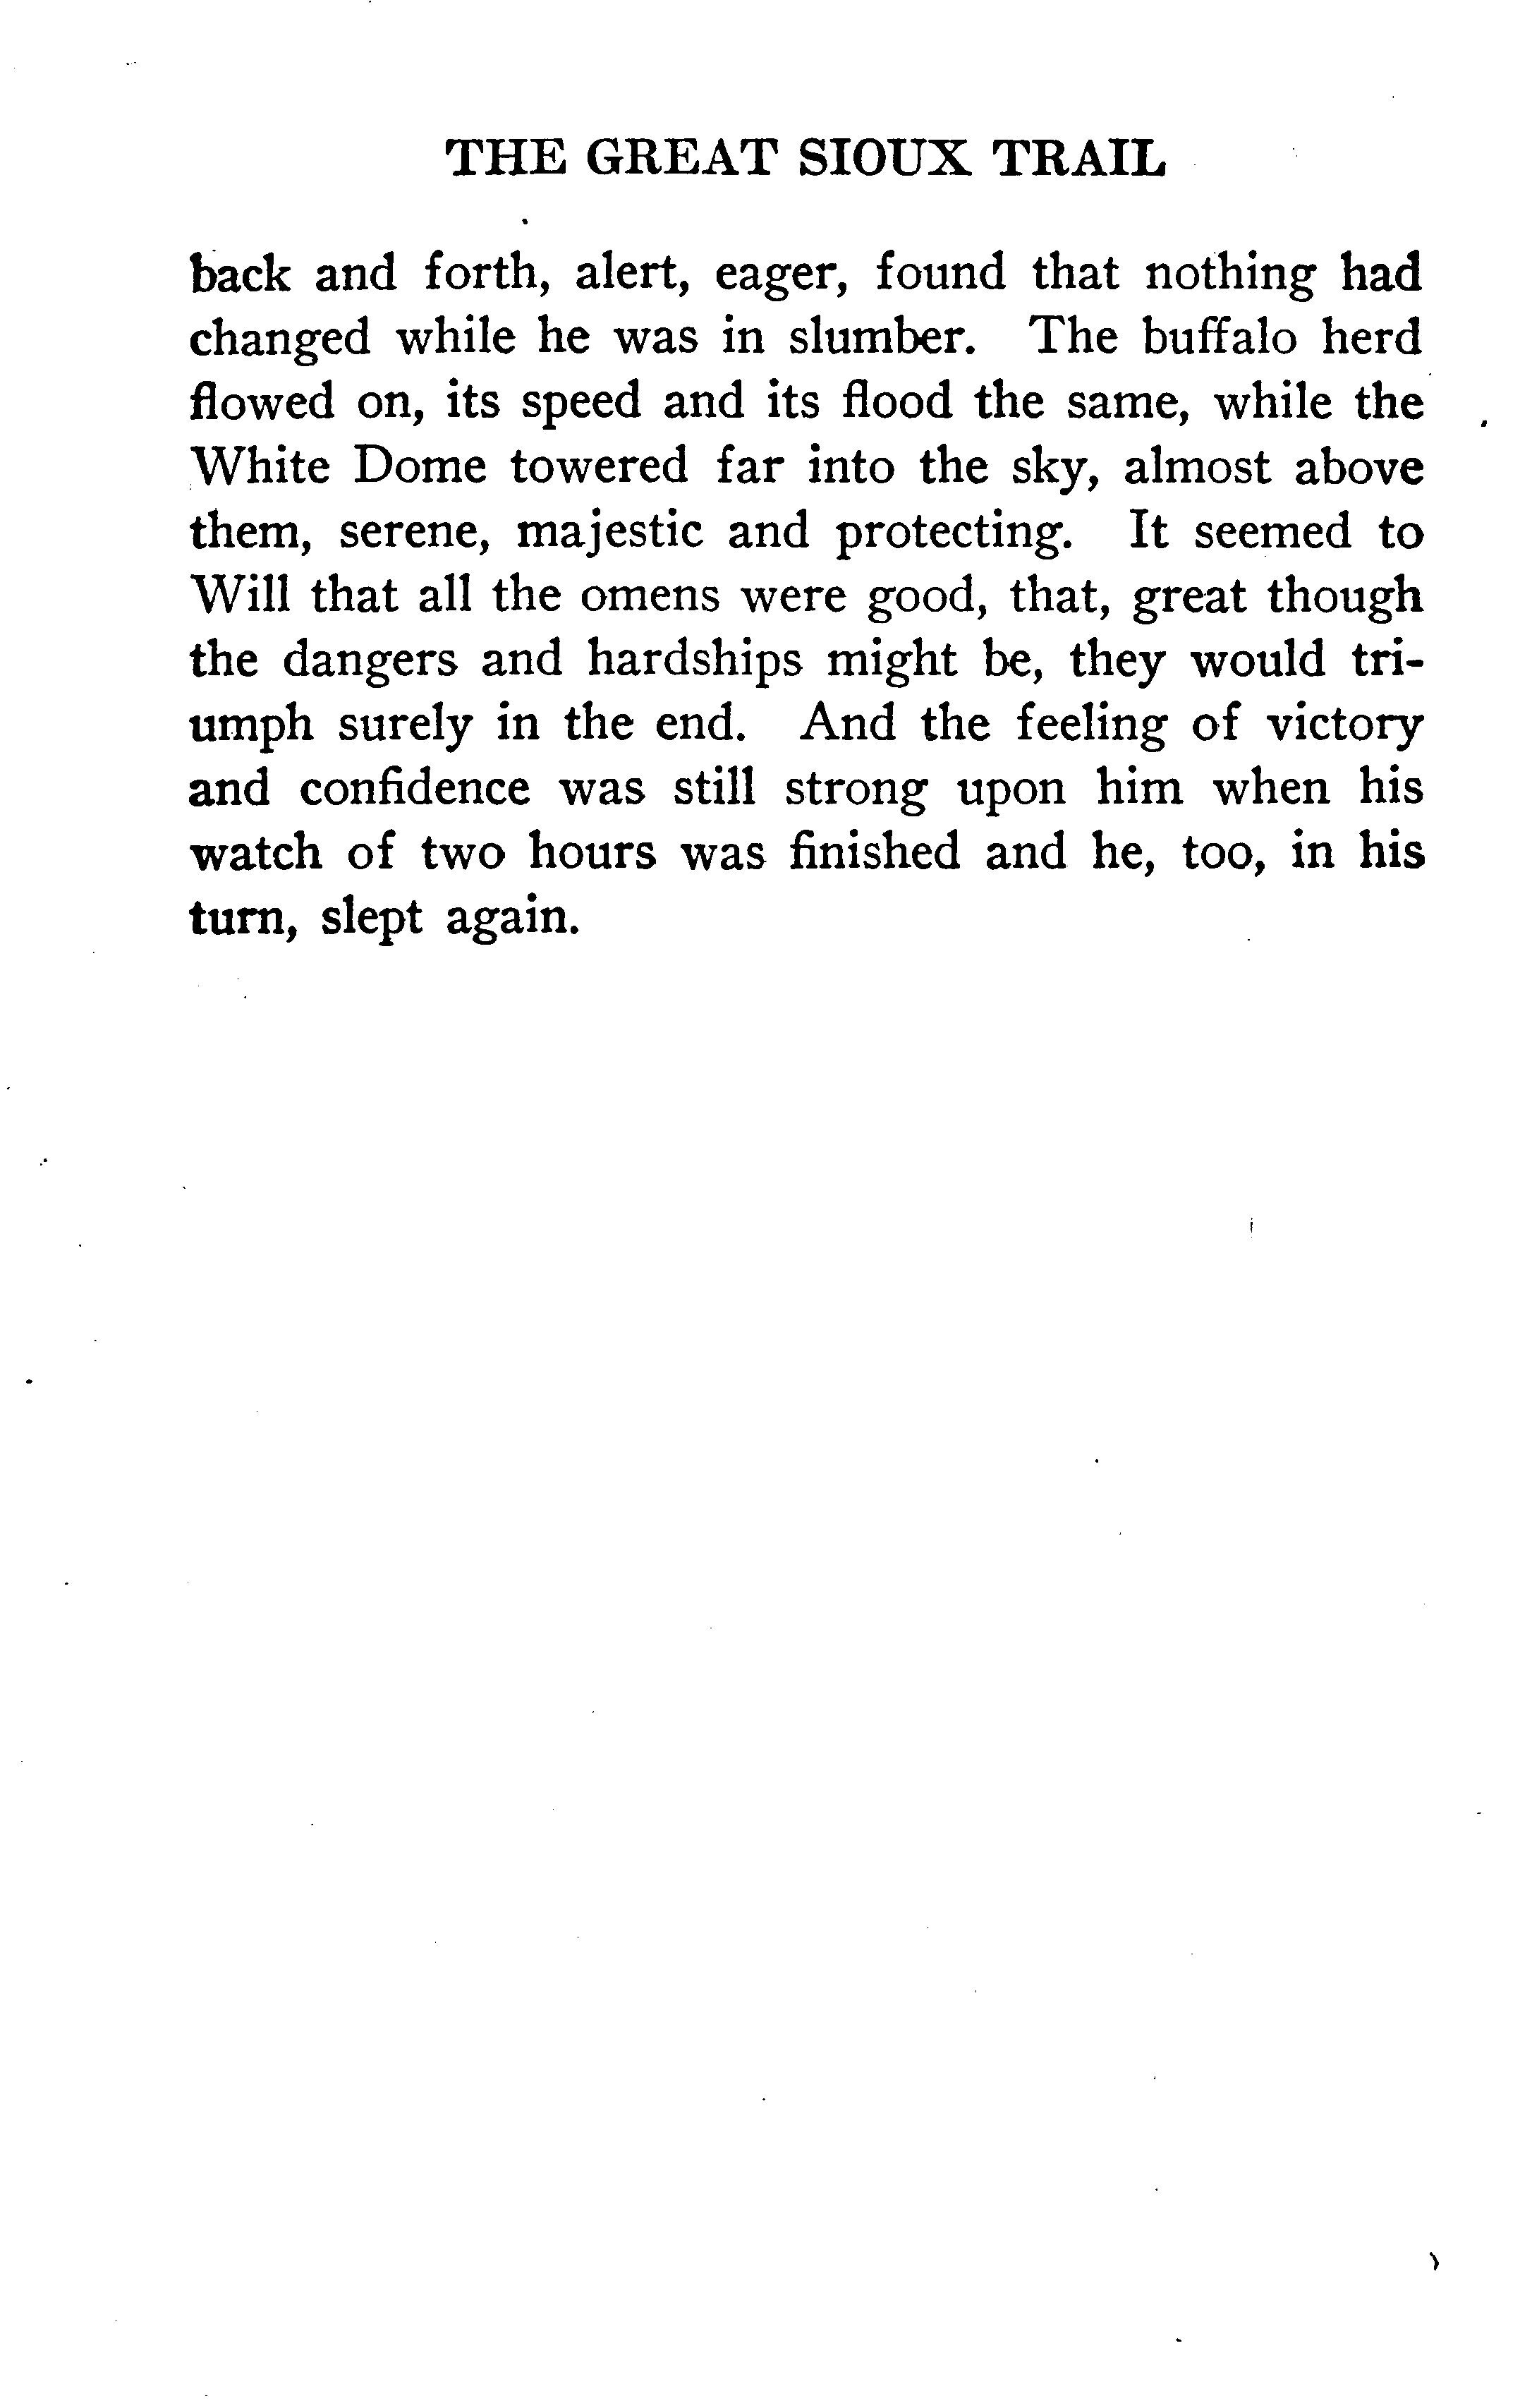 THE GREAT SIOUX TRAIL
back and forth, alert, eager, found that nothing had
changed while he was in slumber. The buffalo herd
flowed on, its speed and its flood the same, while the
White Dome towered far into the sky, almost above
them, serene, majestic and protecting. It seemed to
Will that all the omens were good, that, great though
the dangers and hardships might be, they would tri-
umph surely in the end. And the feeling of victory
and confidence was still strong upon him when his
watch of two hours was finished and he, too, in his
turn, slept again.